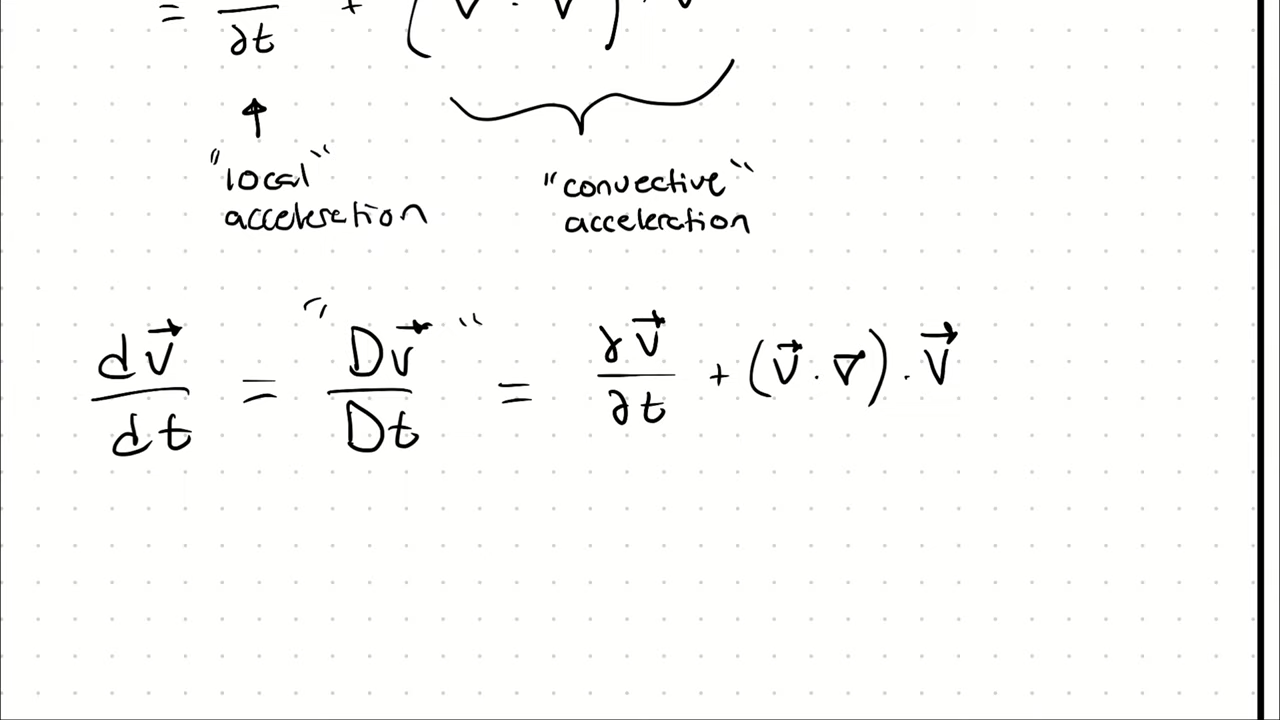 = ∂t + ( ) ·
"local" "convective"
acceleration acceleration
dv⃗/dt = "Dv⃗/Dt" = ∂v⃗/∂t + (v⃗ · ∇) · v⃗